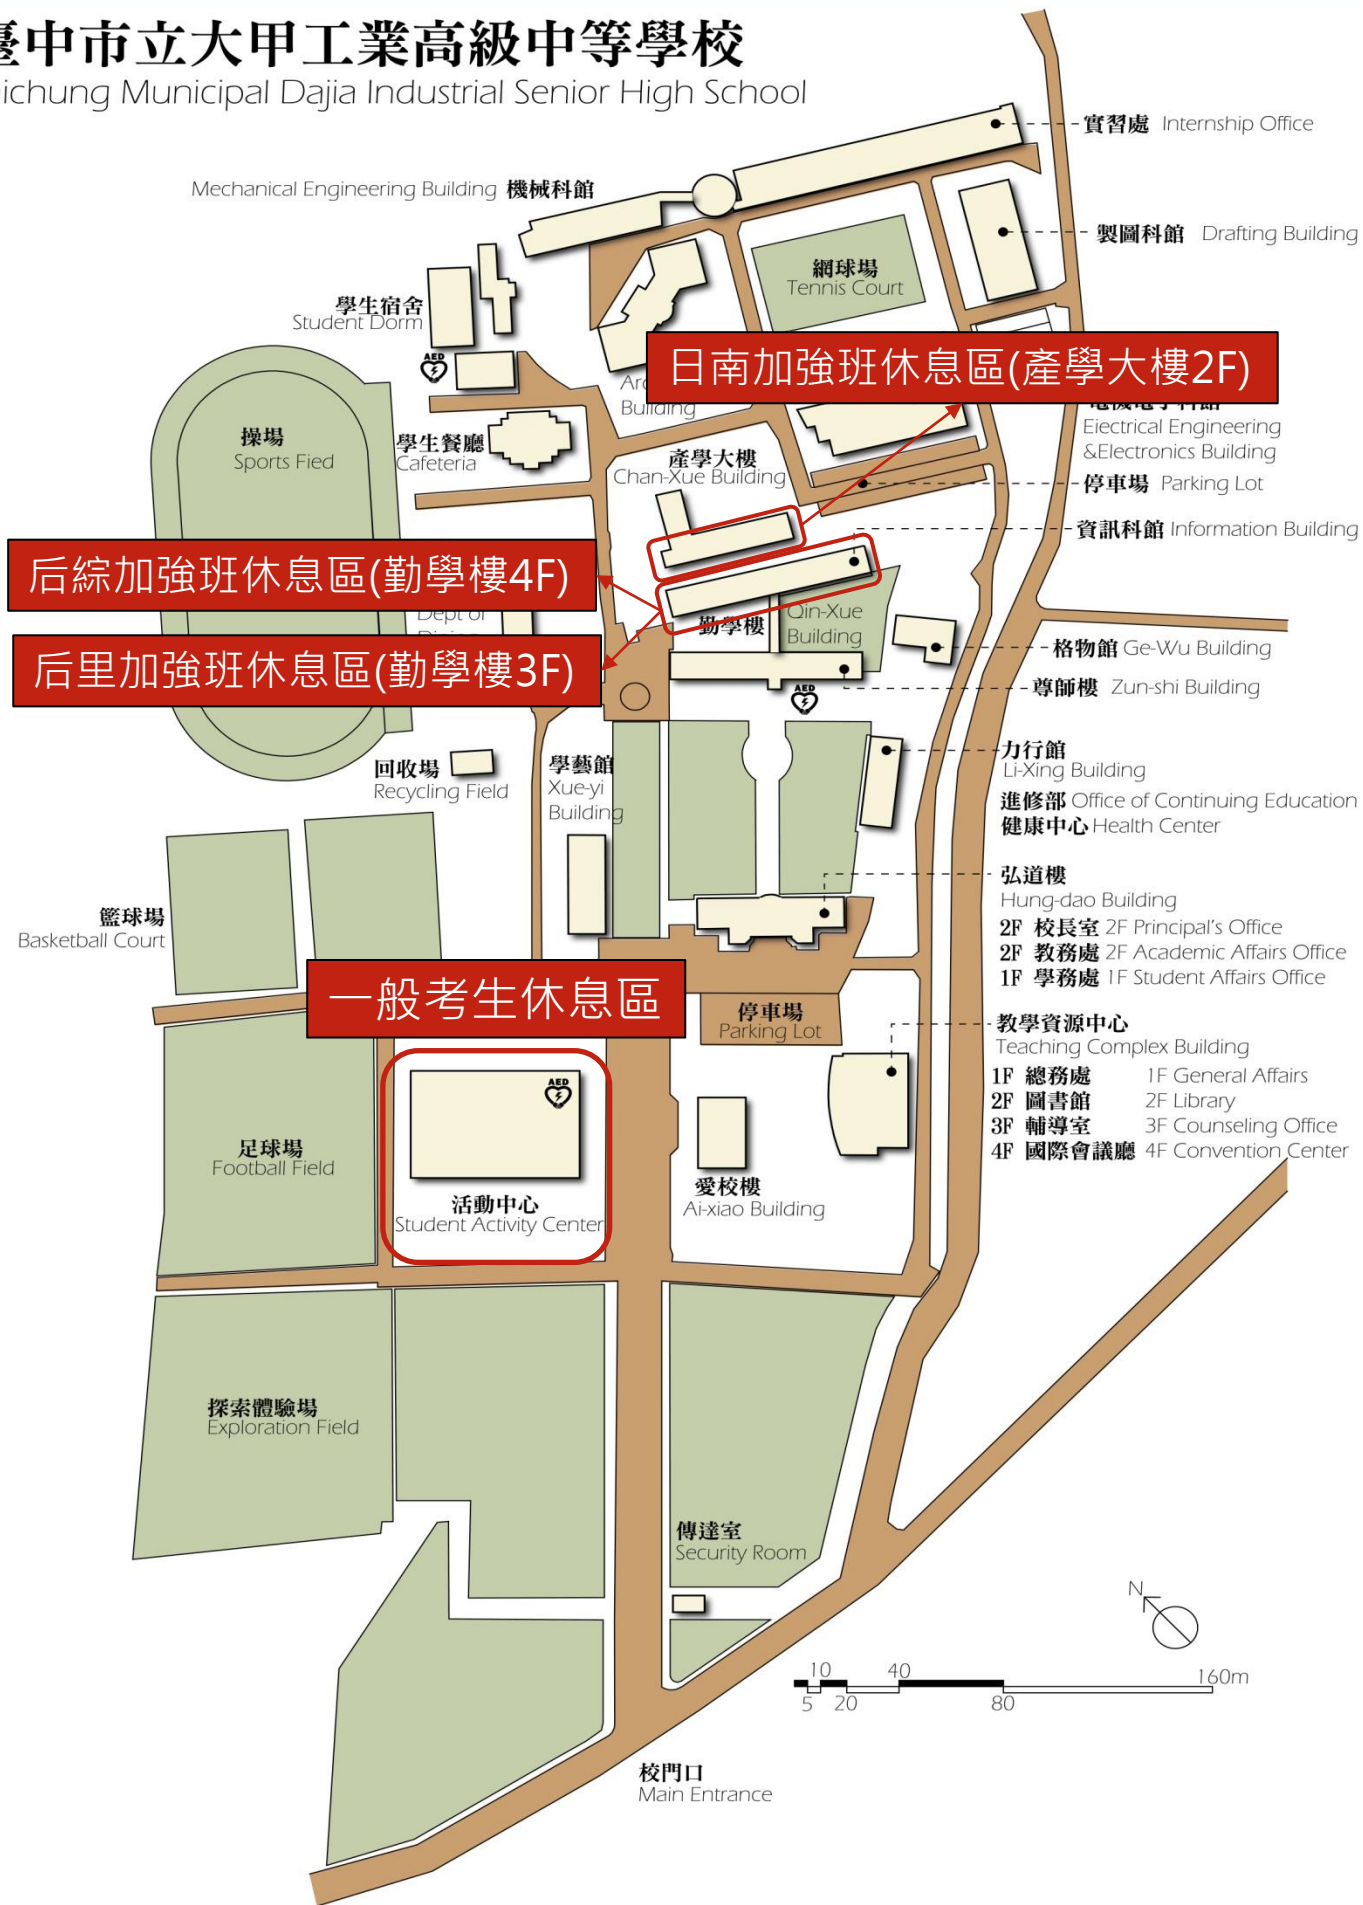 臺中市立大甲工業高級中等學校
ichung Municipal Dajia Industrial Senior High School
實習處 Internship Office
Mechanical Engineering Building 機械科館
製圖科館 Drafting Building
網球場
Tennis Court
學生宿舍
Student Dorm
AED
日南加強班休息區(產學大樓2F)
Building
Eiectrical Engineering
&Electronics Building
操場
Sports Fied
學生餐廳
Cafeteria
產學大樓
Chan-Xue Building
停車場 Parking Lot
資訊科館 Information Building
后綜加強班休息區(勤學樓4F)
Dept of
勤學樓
Qin-Xue
Building
后里加強班休息區(勤學樓3F)
格物館 Ge-Wu Building
尊師樓 Zun-shi Building
AED
回收場
Recycling Field
學藝館
Xue-yi
Building
力行館
Li-Xing Building
進修部 Office of Continuing Education
健康中心 Health Center
弘道樓
Hung-dao Building
2F 校長室 2F Principal's Office
2F 教務處 2F Academic Affairs Office
1F 學務處 1F Student Affairs Office
籃球場
Basketball Court
一般考生休息區
停車場
Parking Lot
教學資源中心
Teaching Complex Building
1F 總務處 1F General Affairs
2F 圖書館 2F Library
3F 輔導室 3F Counseling Office
4F 國際會議廳 4F Convention Center
AED
足球場
Football Field
活動中心
Student Activity Center
愛校樓
Ai-xiao Building
探索體驗場
Exploration Field
傳達室
Security Room
N
10 40 160m
5 20 80
校門口
Main Entrance